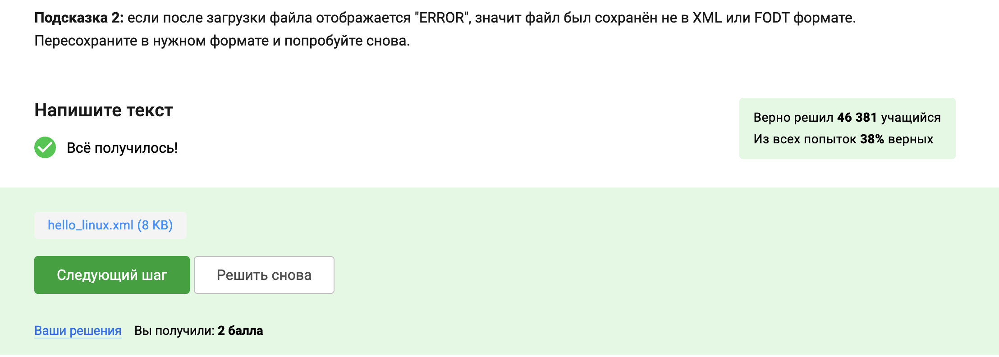 Подсказка 2: если после загрузки файла отображается "ERROR", значит файл был сохранён не в XML или FODT формате.
Пересохраните в нужном формате и попробуйте снова.
Напишите текст
Всё получилось!
Верно решил 46 381 учащийся
Из всех попыток 38% верных
hello_linux.xml (8 KB)
Следующий шаг
Решить снова
Ваши решения
Вы получили: 2 балла